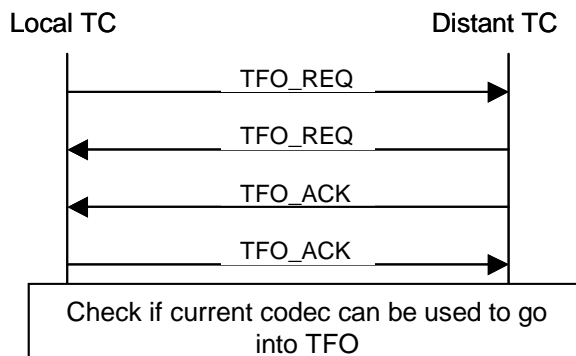 Local TC
Distant TC
TFO_REQ
TFO_REQ
TFO_ACK
TFO_ACK
Check if current codec can be used to go
into TFO